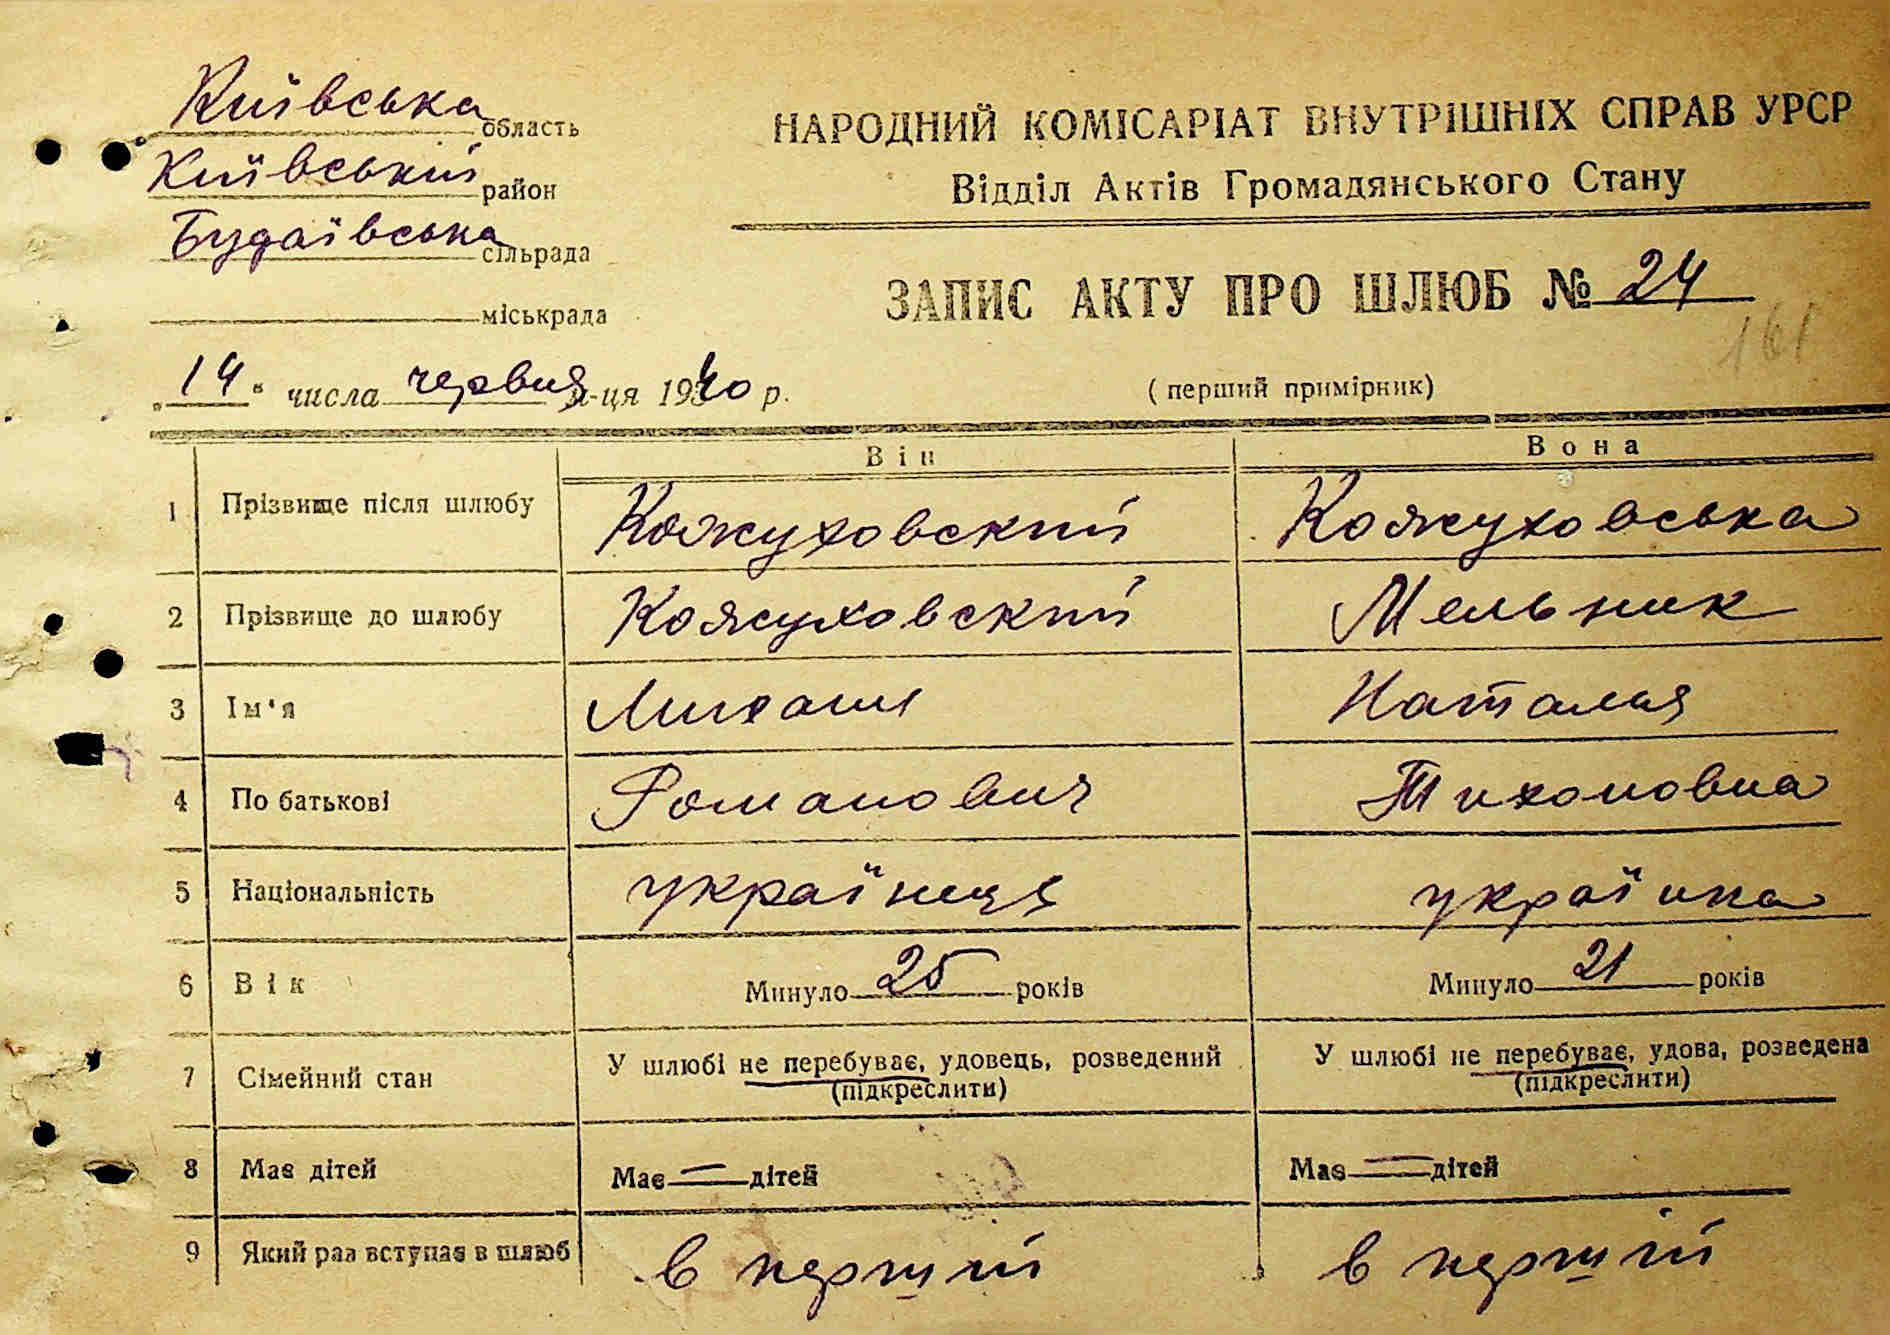 Київська область
Київський район
Будаївська сільрада
міськрада
НАРОДНИЙ КОМІСАРІАТ ВНУТРІШНІХ СПРАВ УРСР
Відділ Актів Громадянського Стану
ЗАПИС АКТУ ПРО ШЛЮБ № 24
161
„14“ числа червня м-ця 1940 р.
(перший примірник)
Він Вона
1 Прізвище після шлюбу Кожуховский Кожуховська
2 Прізвище до шлюбу Кожуховский Мельник
3 Ім'я Михаил Наталья
4 По батькові Романович Тихоновна
5 Національність українець українка
6 Вік Минуло 25 років Минуло 21 років
7 Сімейний стан У шлюбі не перебуває, удовець, розведений У шлюбі не перебуває, удова, розведена
(підкреслити) (підкреслити)
8 Має дітей Має — дітей Має — дітей
9 Який раз вступає в шлюб в перший в перший